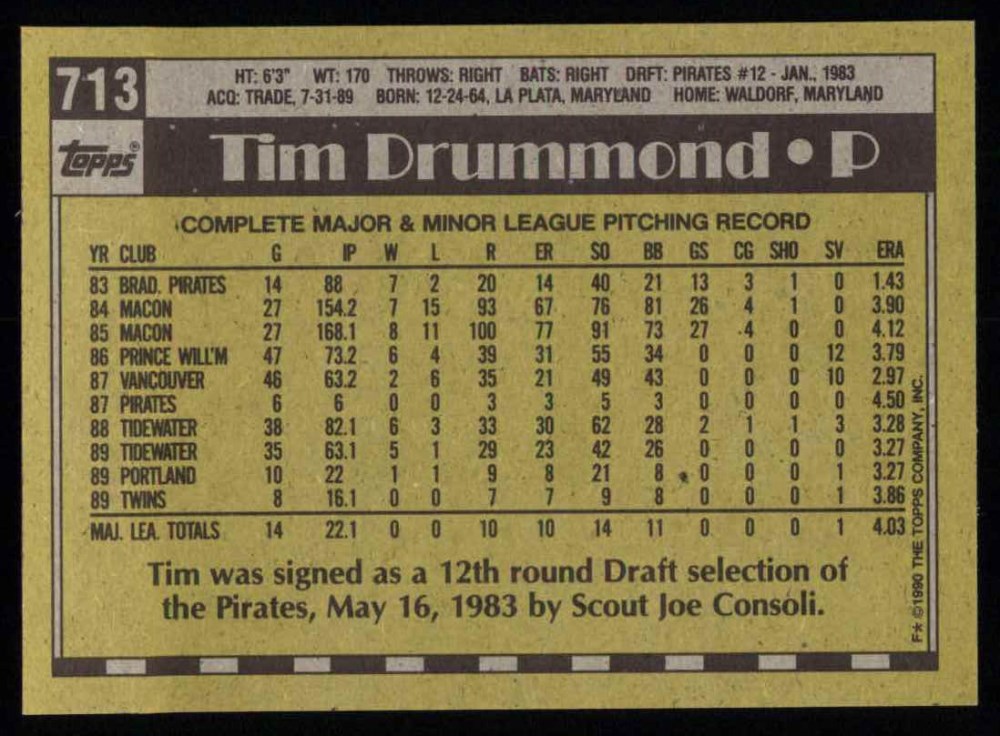 713
HT: 6'3" WT: 170 THROWS: RIGHT BATS: RIGHT DRFT: PIRATES #12 - JAN., 1983
ACQ: TRADE, 7-31-89 BORN: 12-24-64, LA PLATA, MARYLAND HOME: WALDORF, MARYLAND
topps®
Tim Drummond • P
COMPLETE MAJOR & MINOR LEAGUE PITCHING RECORD
YR CLUB G IP W L R ER SO BB GS CG SHO SV ERA
83 BRAD. PIRATES 14 88 7 2 20 14 40 21 13 3 1 0 1.43
84 MACON 27 154.2 7 15 93 67 76 81 26 4 1 0 3.90
85 MACON 27 168.1 8 11 100 77 91 73 27 4 0 0 4.12
86 PRINCE WILL'M 47 73.2 6 4 39 31 55 34 0 0 0 12 3.79
87 VANCOUVER 46 63.2 2 6 35 21 49 43 0 0 0 10 2.97
87 PIRATES 6 6 0 0 3 3 5 3 0 0 0 0 4.50
88 TIDEWATER 38 82.1 6 3 33 30 62 28 2 1 1 3 3.28
89 TIDEWATER 35 63.1 5 1 29 23 42 26 0 0 0 0 3.27
89 PORTLAND 10 22 1 1 9 8 21 8 0 0 0 1 3.27
89 TWINS 8 16.1 0 0 7 7 9 8 0 0 0 1 3.86
MAJ. LEA. TOTALS 14 22.1 0 0 10 10 14 11 0 0 0 1 4.03
Tim was signed as a 12th round Draft selection of
the Pirates, May 16, 1983 by Scout Joe Consoli.
F* ©1990 THE TOPPS COMPANY, INC.